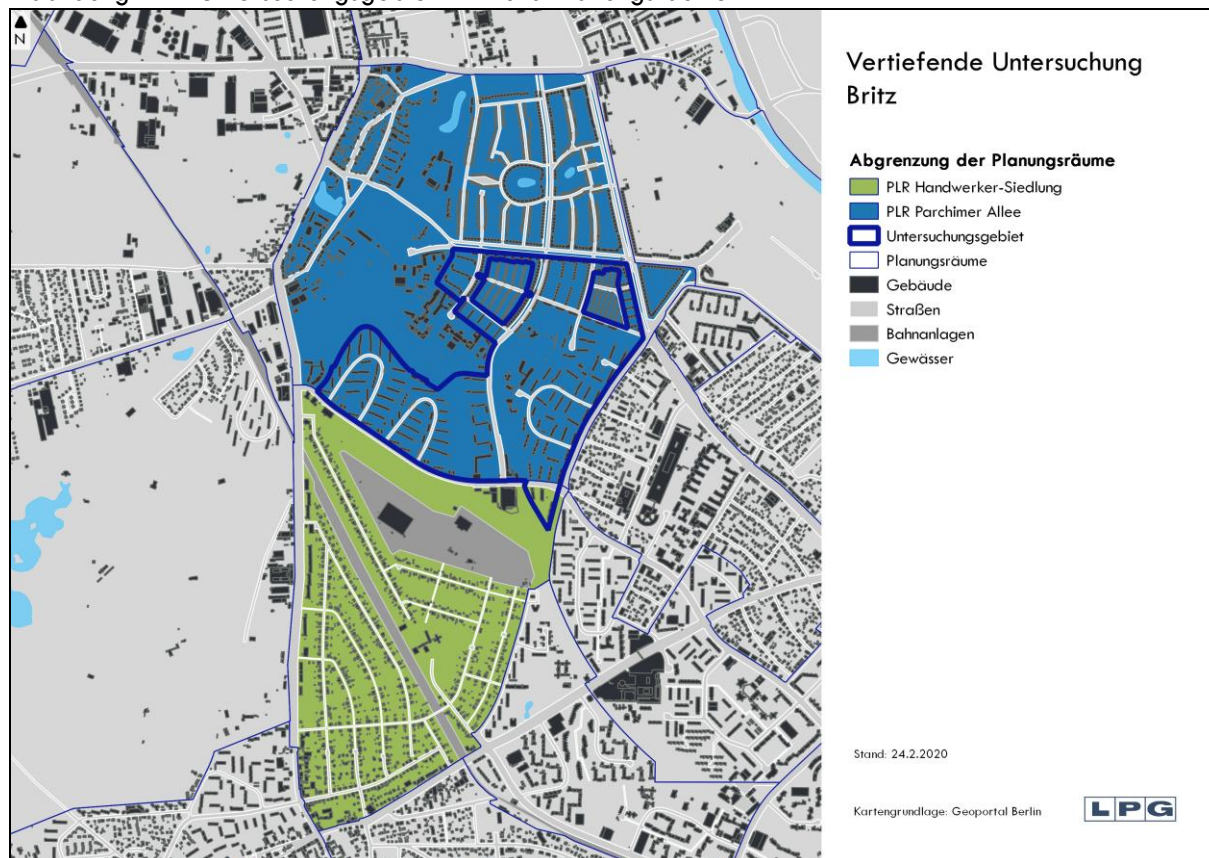 N
Vertiefende Untersuchung
Britz
Abgrenzung der Planungsräume
PLR Handwerker-Siedlung
PLR Parchimer Allee
Untersuchungsgebiet
Planungsräume
Gebäude
Straßen
Bahnanlagen
Gewässer
Stand: 24.2.2020
Kartengrundlage: Geoportal Berlin
LPG